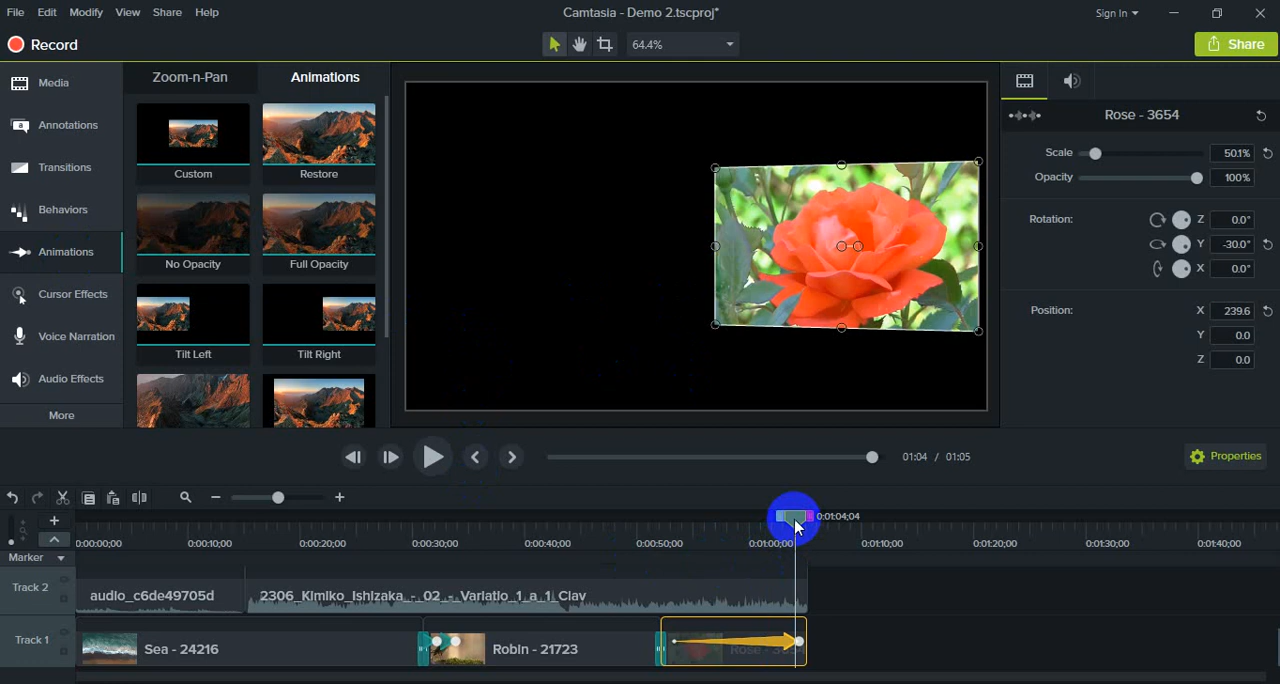 File Edit Modify View Share Help
Camtasia - Demo 2.tscproj*
Sign In
Record
64.4%
Share
Media
Annotations
Transitions
Behaviors
Animations
Cursor Effects
Voice Narration
Audio Effects
More
Zoom-n-Pan Animations
Custom Restore
No Opacity Full Opacity
Tilt Left Tilt Right
Rose - 3654
Scale 50.1%
Opacity 100%
Rotation: Z 0.0°
Y -30.0°
X 0.0°
Position: X 239.6
Y 0.0
Z 0.0
01:04 / 01:05
Properties
0:01:04;04
0:00:00;00 0:00:10;00 0:00:20;00 0:00:30;00 0:00:40;00 0:00:50;00 0:01:00;00 0:01:10;00 0:01:20;00 0:01:30;00 0:01:40;00
Marker
Track 2
audio_c6de49705d
2306_Kimiko_Ishizaka_-_02_-_Variatio_1_a_1_Clav
Track 1
Sea - 24216
Robin - 21723